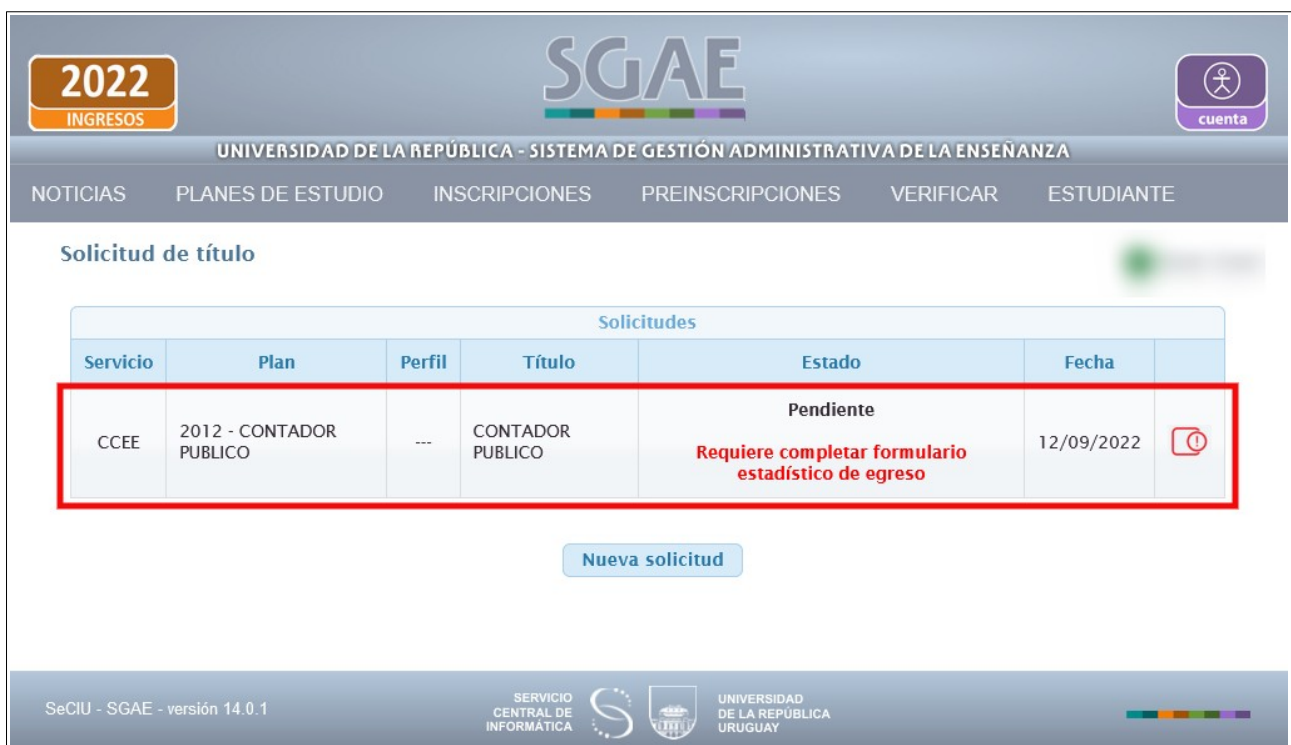 2022
INGRESOS
SGAE
cuenta
UNIVERSIDAD DE LA REPÚBLICA - SISTEMA DE GESTIÓN ADMINISTRATIVA DE LA ENSEÑANZA
NOTICIAS PLANES DE ESTUDIO INSCRIPCIONES PREINSCRIPCIONES VERIFICAR ESTUDIANTE
Solicitud de título
Solicitudes
Servicio Plan Perfil Título Estado Fecha
CCEE 2012 - CONTADOR PUBLICO --- CONTADOR PUBLICO Pendiente 12/09/2022
Requiere completar formulario
estadístico de egreso
Nueva solicitud
SeCIU - SGAE - versión 14.0.1
SERVICIO
CENTRAL DE
INFORMÁTICA
UNIVERSIDAD
DE LA REPÚBLICA
URUGUAY